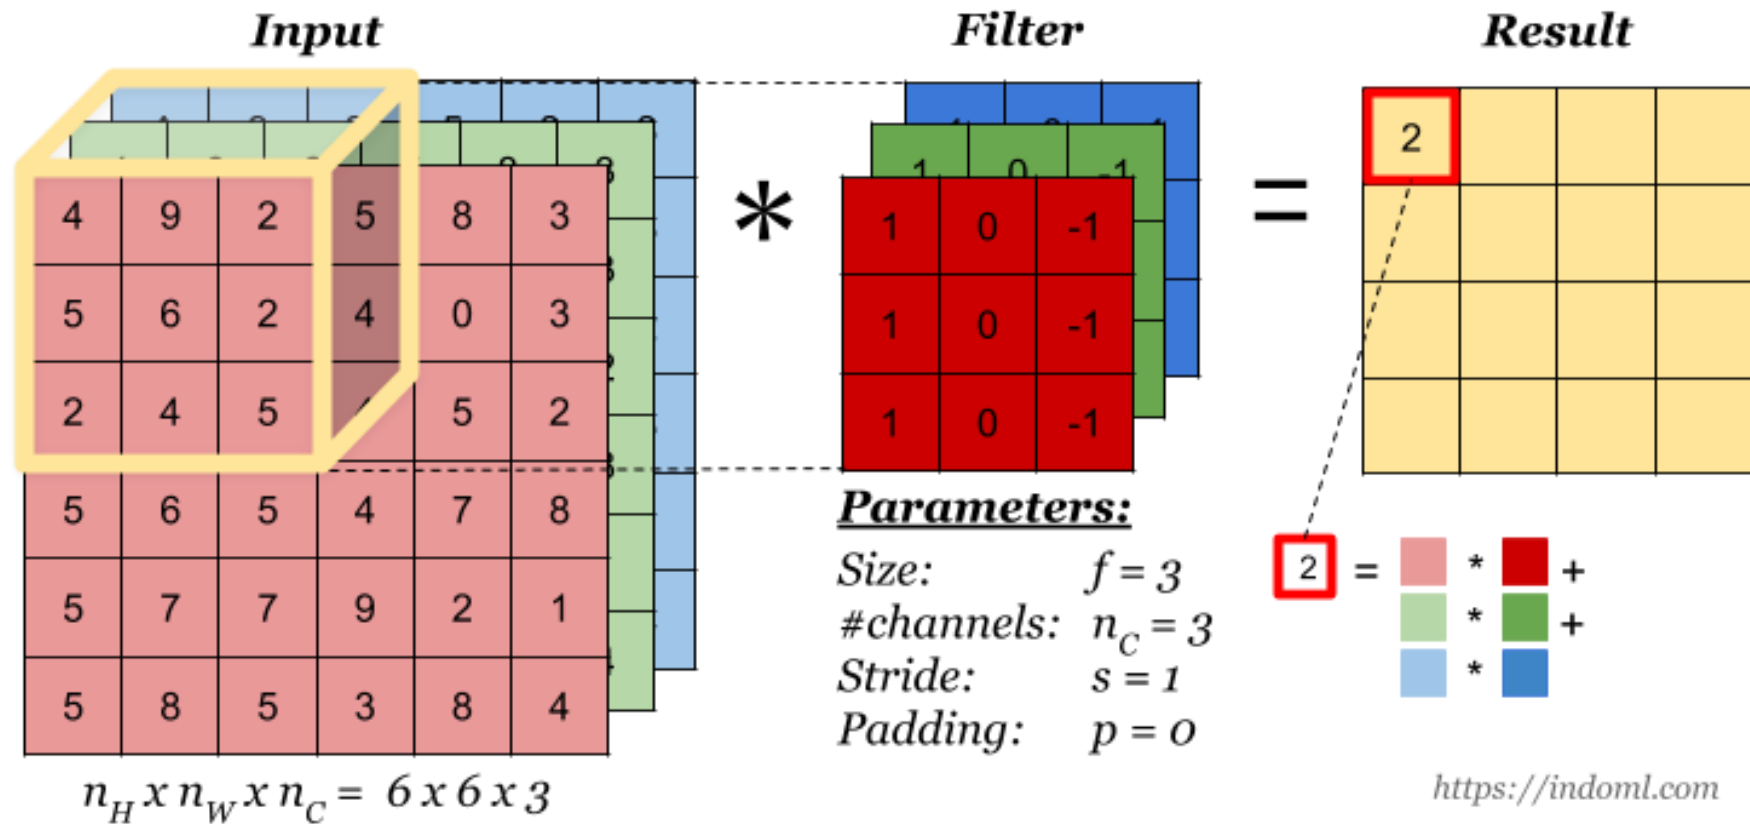 Input Filter Result
4 9 2 5 8 3
5 6 2 4 0 3
2 4 5 5 2
5 6 5 4 7 8
5 7 7 9 2 1
5 8 5 3 8 4
n_H x n_W x n_C = 6 x 6 x 3
*
1 0 -1
1 0 -1
1 0 -1
1 0 -1
Parameters:
Size: f = 3
#channels: n_C = 3
Stride: s = 1
Padding: p = 0
=
2
2 = * +
* +
*
https://indoml.com